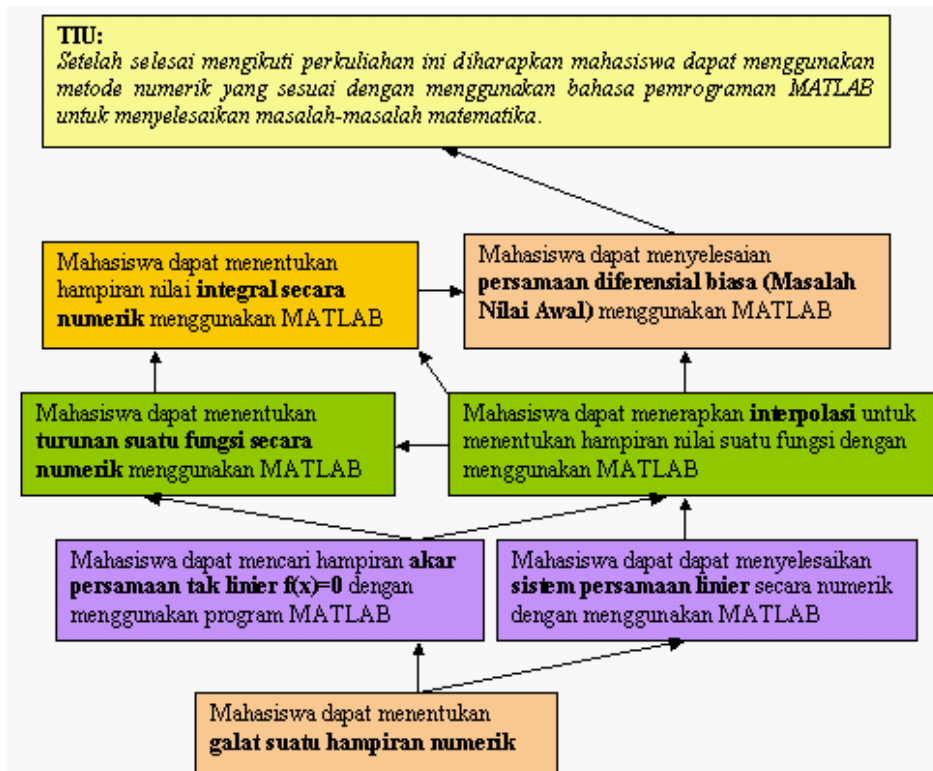 TIU:
Setelah selesai mengikuti perkuliahan ini diharapkan mahasiswa dapat menggunakan
metode numerik yang sesuai dengan menggunakan bahasa pemrograman MATLAB
untuk menyelesaikan masalah-masalah matematika.
Mahasiswa dapat menentukan
hampiran nilai integral secara
numerik menggunakan MATLAB
Mahasiswa dapat menyelesaian
persamaan diferensial biasa (Masalah
Nilai Awal) menggunakan MATLAB
Mahasiswa dapat menentukan
turunan suatu fungsi secara
numerik menggunakan MATLAB
Mahasiswa dapat menerapkan interpolasi untuk
menentukan hampiran nilai suatu fungsi dengan
menggunakan MATLAB
Mahasiswa dapat mencari hampiran akar
persamaan tak linier f(x)=0 dengan
menggunakan program MATLAB
Mahasiswa dapat dapat menyelesaikan
sistem persamaan linier secara numerik
dengan menggunakan MATLAB
Mahasiswa dapat menentukan
galat suatu hampiran numerik